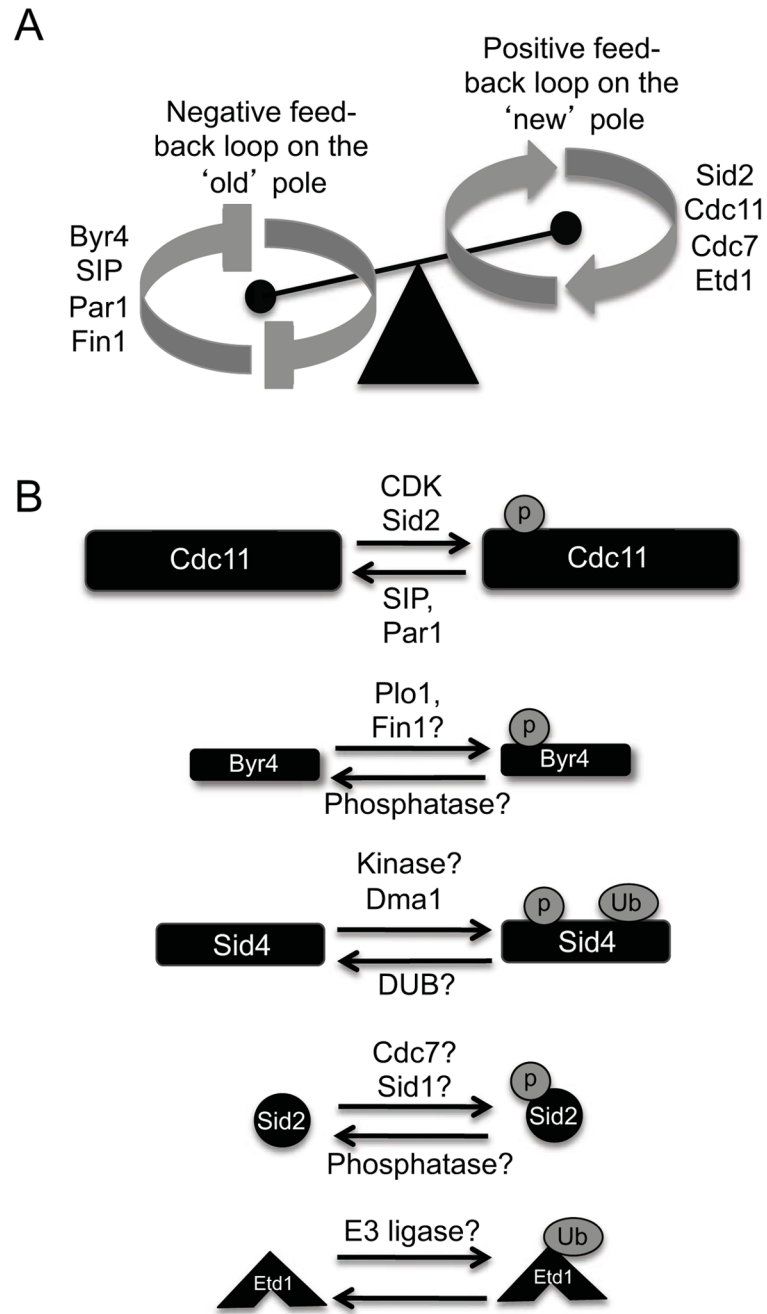 A
Negative feed-
back loop on the
‘old’ pole
Positive feed-
back loop on the
‘new’ pole
Byr4
SIP
Par1
Fin1
Sid2
Cdc11
Cdc7
Etd1
B
CDK
Sid2
Cdc11
p
Cdc11
SIP,
Par1
Plo1,
Fin1?
Byr4
p
Byr4
Phosphatase?
Kinase?
Dma1
Sid4
p
Ub
Sid4
DUB?
Cdc7?
Sid1?
Sid2
p
Sid2
Phosphatase?
E3 ligase?
Etd1
Ub
Etd1